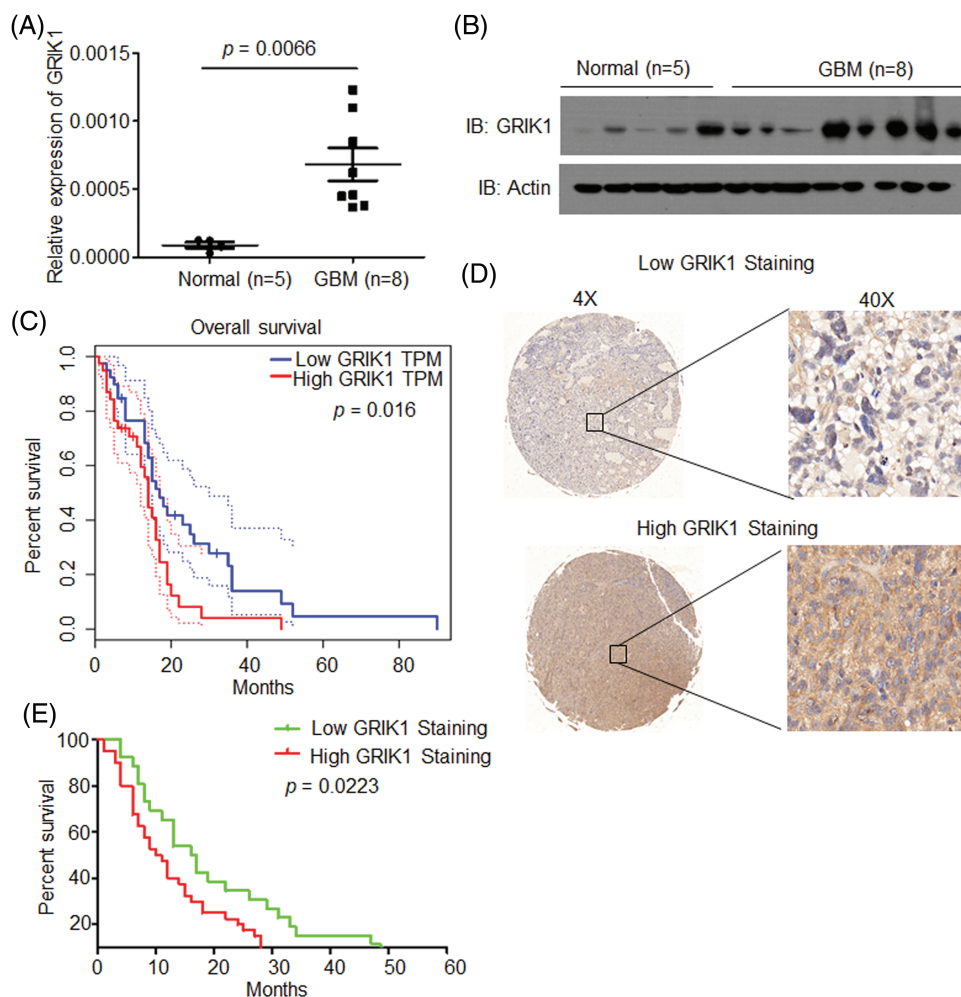 (A)
Relative expression of GRIK1
p = 0.0066
0.0015
0.0010
0.0005
0.0000
Normal (n=5) GBM (n=8)
(B)
Normal (n=5) GBM (n=8)
IB: GRIK1
IB: Actin
(C)
Overall survival
Low GRIK1 TPM
High GRIK1 TPM
p = 0.016
Percent survival
1.0
0.8
0.6
0.4
0.2
0.0
0 20 40 60 80
Months
(D)
Low GRIK1 Staining
4X 40X
High GRIK1 Staining
(E)
Low GRIK1 Staining
High GRIK1 Staining
p = 0.0223
Percent survival
100
80
60
40
20
0 10 20 30 40 50 60
Months